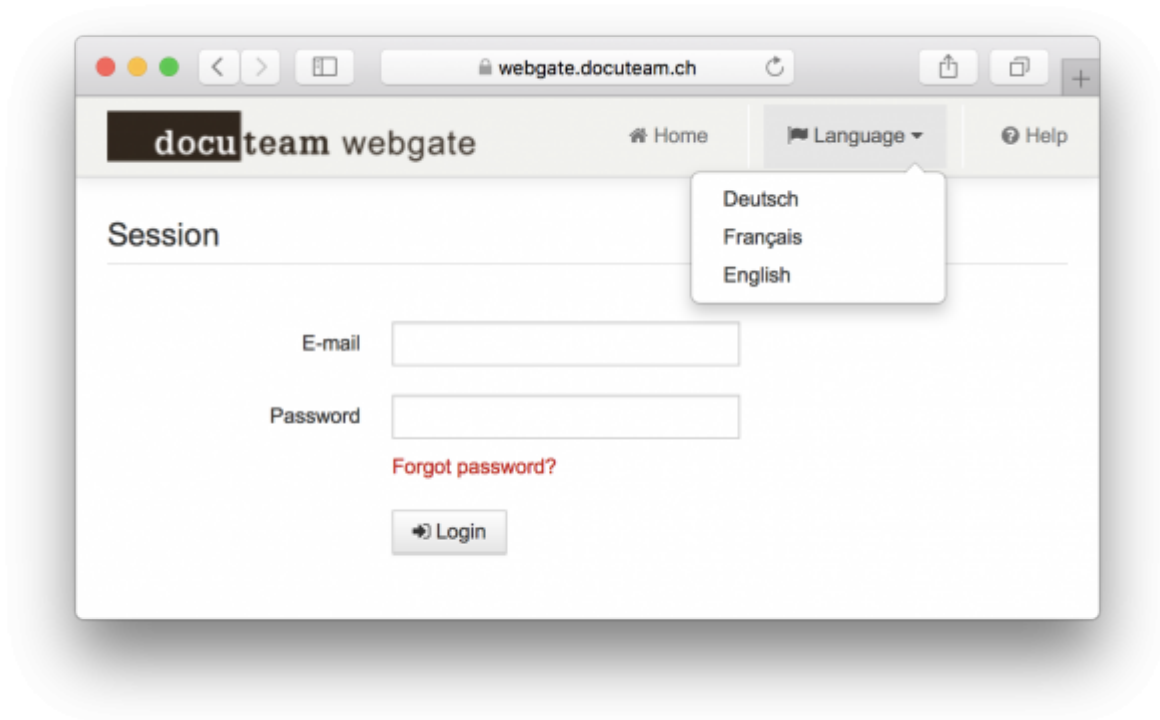 webgate.docuteam.ch
docuteam webgate Home Language Help
Deutsch
Session
Français
English
E-mail
Password
Forgot password?
Login